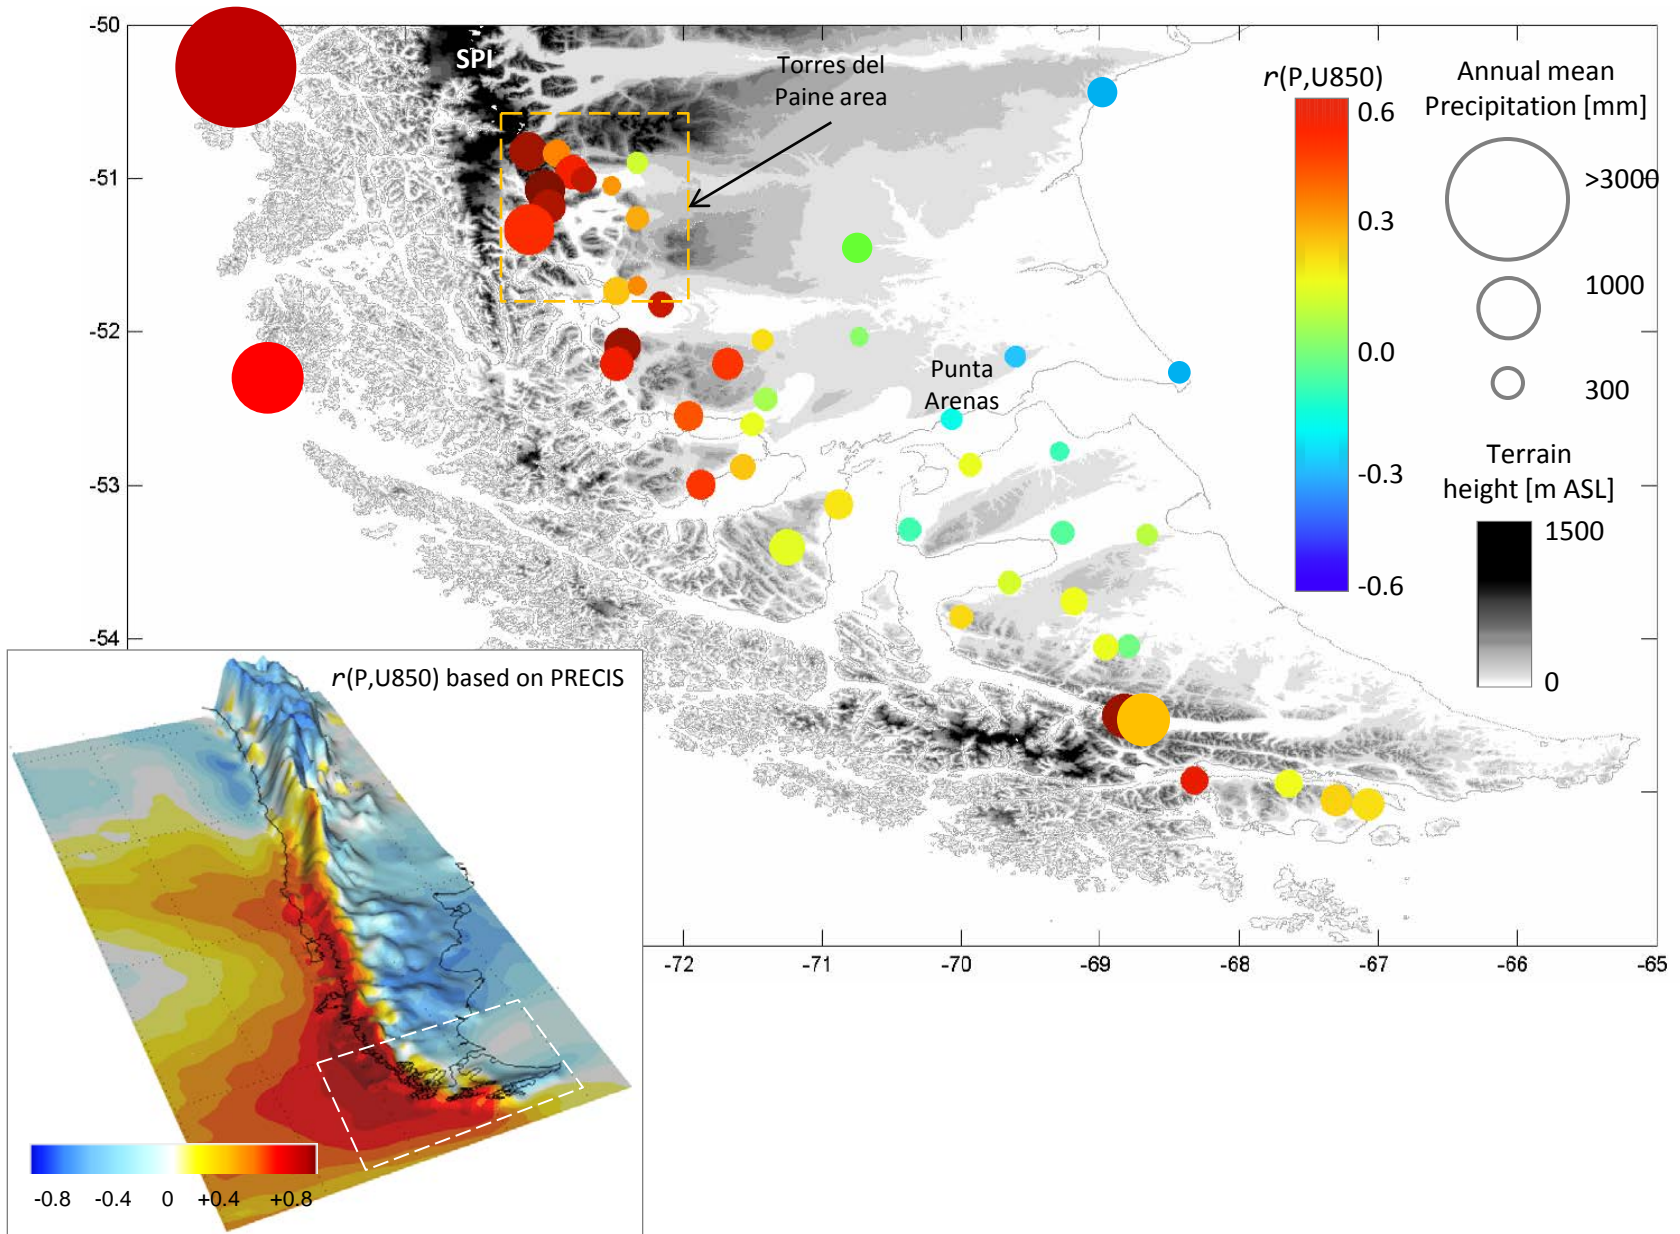 -50
-51
-52
-53
-54
SPI
Torres del
Paine area
Punta
Arenas
r(P,U850)
0.6
0.3
0.0
-0.3
-0.6
Annual mean
Precipitation [mm]
>3000
1000
300
Terrain
height [m ASL]
1500
0
-72
-71
-70
-69
-68
-67
-66
-65
r(P,U850) based on PRECIS
-0.8
-0.4
0
+0.4
+0.8